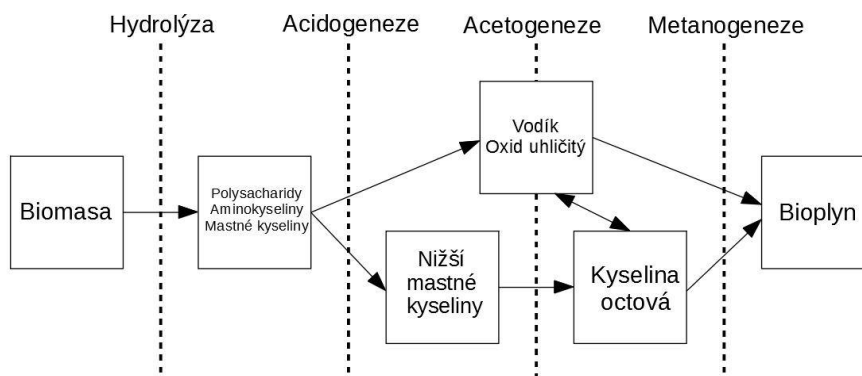 Hydrolýza
Acidogeneze
Acetogeneze
Metanogeneze
Biomasa
Polysacharidy
Aminokyseliny
Mastné kyseliny
Vodík
Oxid uhličitý
Nižší
mastné
kyseliny
Kyselina
octová
Bioplyn